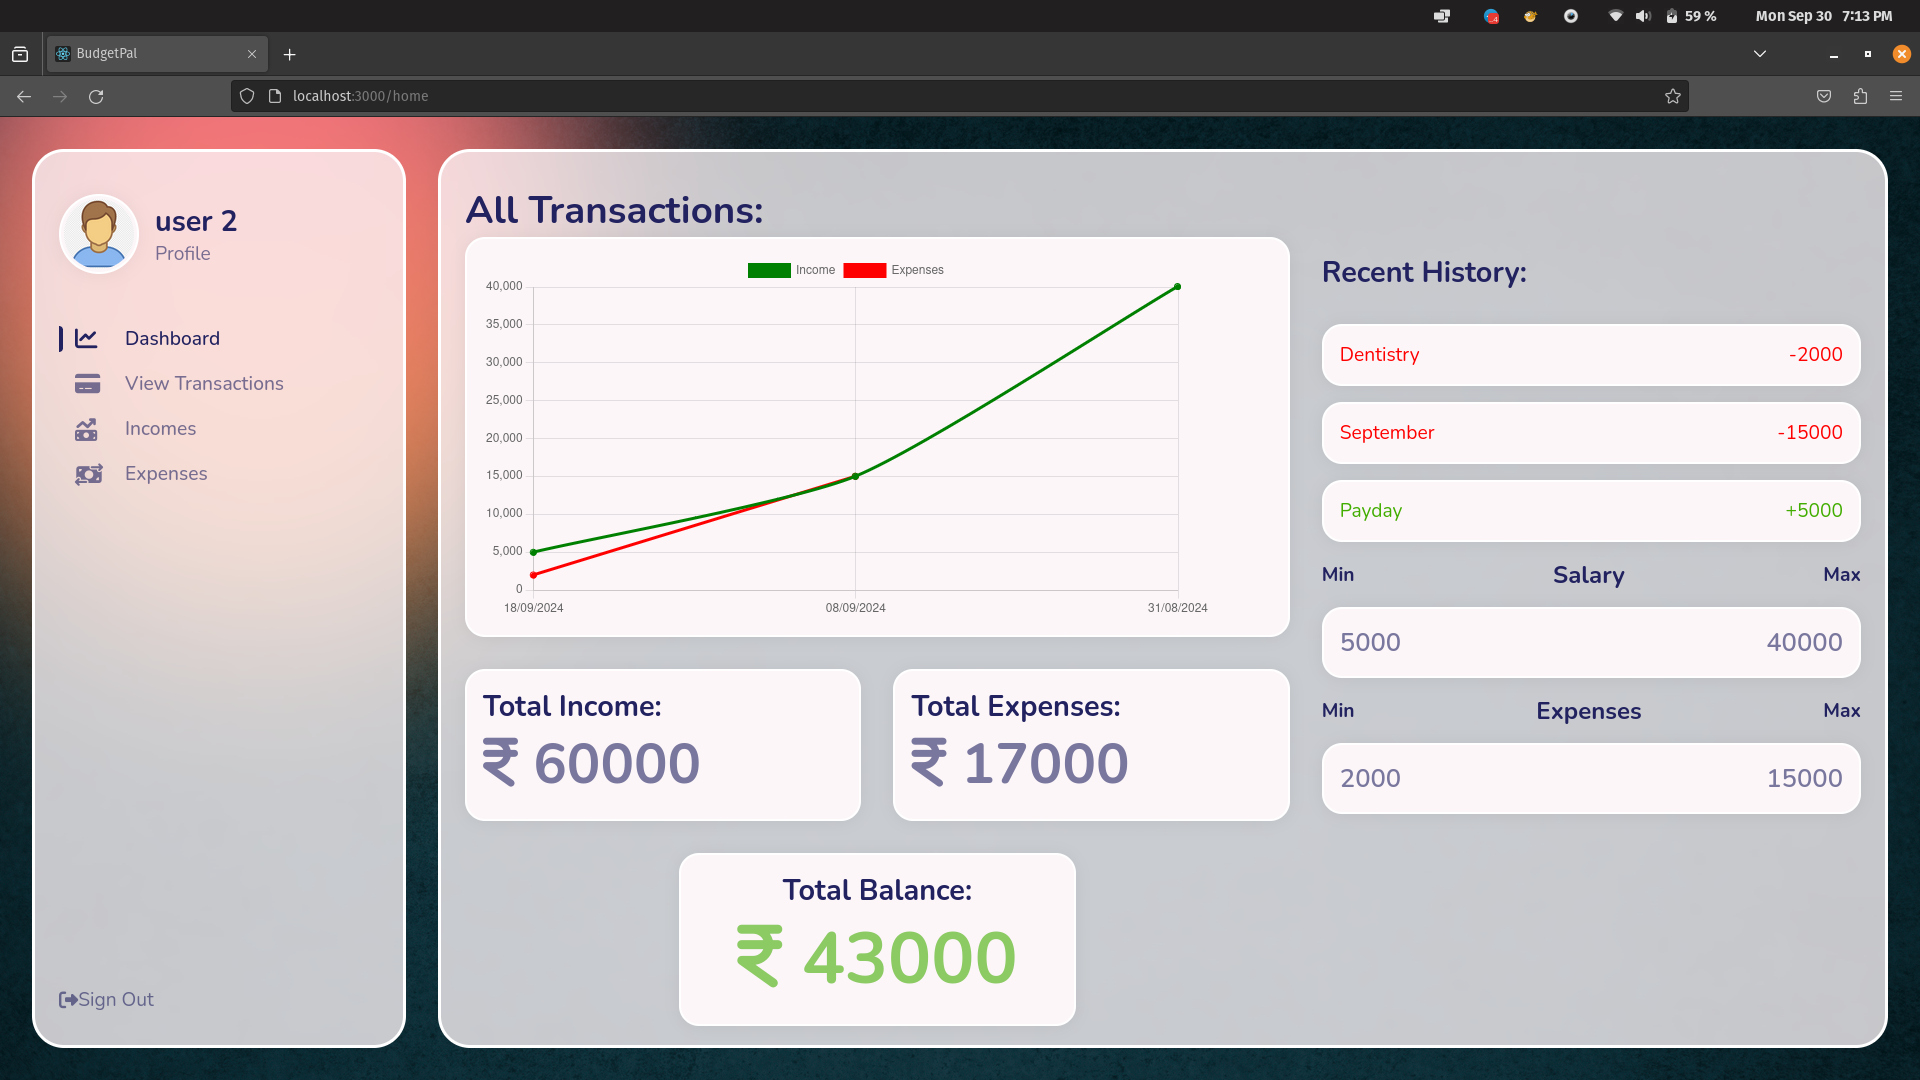 59 %
Mon Sep 30 7:13 PM
BudgetPal
localhost:3000/home
user 2
Profile
Dashboard
View Transactions
Incomes
Expenses
Sign Out
All Transactions:
Income Expenses
40,000
35,000
30,000
25,000
20,000
15,000
10,000
5,000
0
18/09/2024 08/09/2024 31/08/2024
Total Income:
₹ 60000
Total Expenses:
₹ 17000
Total Balance:
₹ 43000
Recent History:
Dentistry -2000
September -15000
Payday +5000
Min Salary Max
5000 40000
Min Expenses Max
2000 15000